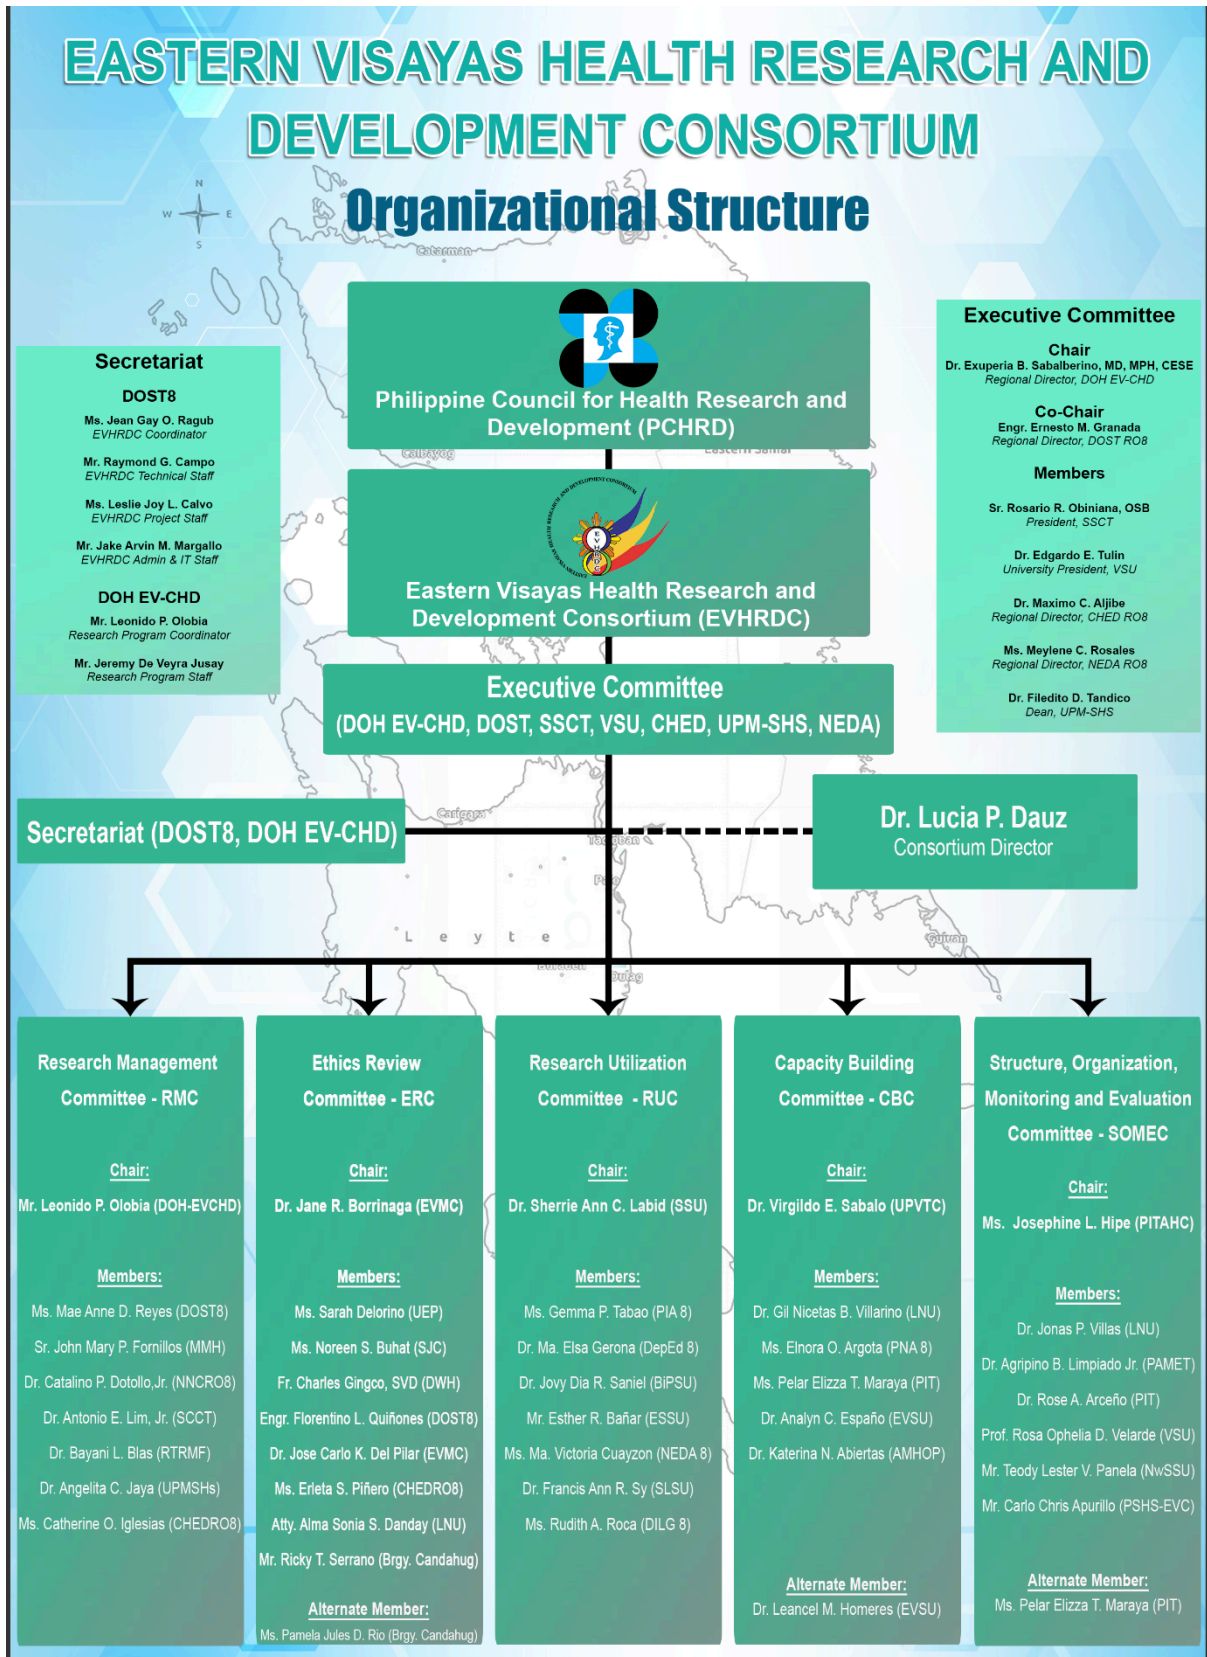 EASTERN VISAYAS HEALTH RESEARCH AND
DEVELOPMENT CONSORTIUM
Organizational Structure
N
W
E
S
Catarman
Philippine Council for Health Research and
Development (PCHRD)
Calbayog
Eastern Samar
EASTERN VISAYAS HEALTH RESEARCH AND DEVELOPMENT CONSORTIUM
EVHRDC
Eastern Visayas Health Research and
Development Consortium (EVHRDC)
Executive Committee
(DOH EV-CHD, DOST, SSCT, VSU, CHED, UPM-SHS, NEDA)
Secretariat
DOST8
Ms. Jean Gay O. Ragub
EVHRDC Coordinator
Mr. Raymond G. Campo
EVHRDC Technical Staff
Ms. Leslie Joy L. Calvo
EVHRDC Project Staff
Mr. Jake Arvin M. Margallo
EVHRDC Admin & IT Staff
DOH EV-CHD
Mr. Leonido P. Olobia
Research Program Coordinator
Mr. Jeremy De Veyra Jusay
Research Program Staff
Executive Committee
Chair
Dr. Exuperia B. Sabalberino, MD, MPH, CESE
Regional Director, DOH EV-CHD
Co-Chair
Engr. Ernesto M. Granada
Regional Director, DOST RO8
Members
Sr. Rosario R. Obiniana, OSB
President, SSCT
Dr. Edgardo E. Tulin
University President, VSU
Dr. Maximo C. Aljibe
Regional Director, CHED RO8
Ms. Meylene C. Rosales
Regional Director, NEDA RO8
Dr. Filedito D. Tandico
Dean, UPM-SHS
Carigara
Secretariat (DOST8, DOH EV-CHD)
Dr. Lucia P. Dauz
Consortium Director
Tacloban
Leyte
Guivan
Dulag
Research Management
Committee - RMC
Chair:
Mr. Leonido P. Olobia (DOH-EVCHD)
Members:
Ms. Mae Anne D. Reyes (DOST8)
Sr. John Mary P. Fornillos (MMH)
Dr. Catalino P. Dotollo,Jr. (NNCRO8)
Dr. Antonio E. Lim, Jr. (SCCT)
Dr. Bayani L. Blas (RTRMF)
Dr. Angelita C. Jaya (UPMSHs)
Ms. Catherine O. Iglesias (CHEDRO8)
Ethics Review
Committee - ERC
Chair:
Dr. Jane R. Borrinaga (EVMC)
Members:
Ms. Sarah Delorino (UEP)
Ms. Noreen S. Buhat (SJC)
Fr. Charles Gingco, SVD (DWH)
Engr. Florentino L. Quiñones (DOST8)
Dr. Jose Carlo K. Del Pilar (EVMC)
Ms. Erleta S. Piñero (CHEDRO8)
Atty. Alma Sonia S. Danday (LNU)
Mr. Ricky T. Serrano (Brgy. Candahug)
Alternate Member:
Ms. Pamela Jules D. Rio (Brgy. Candahug)
Research Utilization
Committee - RUC
Chair:
Dr. Sherrie Ann C. Labid (SSU)
Members:
Ms. Gemma P. Tabao (PIA 8)
Dr. Ma. Elsa Gerona (DepEd 8)
Dr. Jovy Dia R. Saniel (BiPSU)
Mr. Esther R. Bañar (ESSU)
Ms. Ma. Victoria Cuayzon (NEDA 8)
Dr. Francis Ann R. Sy (SLSU)
Ms. Rudith A. Roca (DILG 8)
Capacity Building
Committee - CBC
Chair:
Dr. Virgildo E. Sabalo (UPVTC)
Members:
Dr. Gil Nicetas B. Villarino (LNU)
Ms. Elnora O. Argota (PNA 8)
Ms. Pelar Elizza T. Maraya (PIT)
Dr. Analyn C. Españo (EVSU)
Dr. Katerina N. Abiertas (AMHOP)
Alternate Member:
Dr. Leancel M. Homeres (EVSU)
Structure, Organization,
Monitoring and Evaluation
Committee - SOMEC
Chair:
Ms. Josephine L. Hipe (PITAHC)
Members:
Dr. Jonas P. Villas (LNU)
Dr. Agripino B. Limpiado Jr. (PAMET)
Dr. Rose A. Arceño (PIT)
Prof. Rosa Ophelia D. Velarde (VSU)
Mr. Teody Lester V. Panela (NwSSU)
Mr. Carlo Chris Apurillo (PSHS-EVC)
Alternate Member:
Ms. Pelar Elizza T. Maraya (PIT)